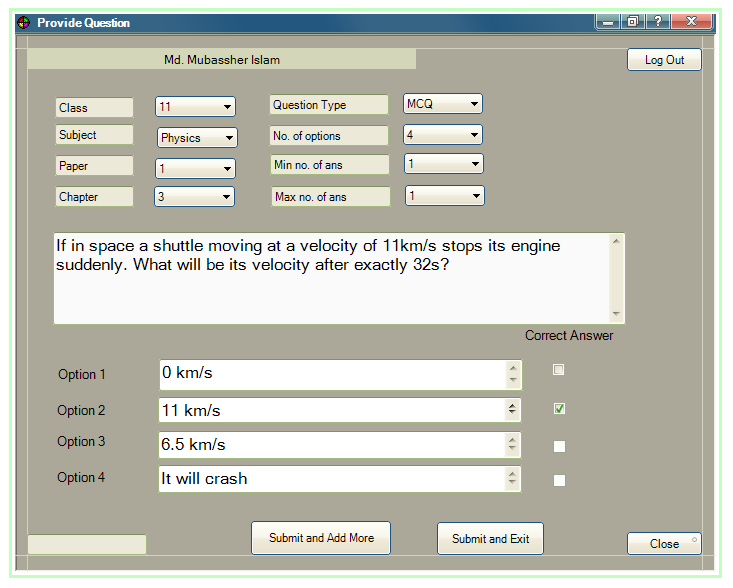 Provide Question
?
Md. Mubassher Islam
Log Out
Class 11 Question Type MCQ
Subject Physics No. of options 4
Paper 1 Min no. of ans 1
Chapter 3 Max no. of ans 1
If in space a shuttle moving at a velocity of 11km/s stops its engine
suddenly. What will be its velocity after exactly 32s?
Correct Answer
Option 1 0 km/s
Option 2 11 km/s
Option 3 6.5 km/s
Option 4 It will crash
Submit and Add More Submit and Exit Close